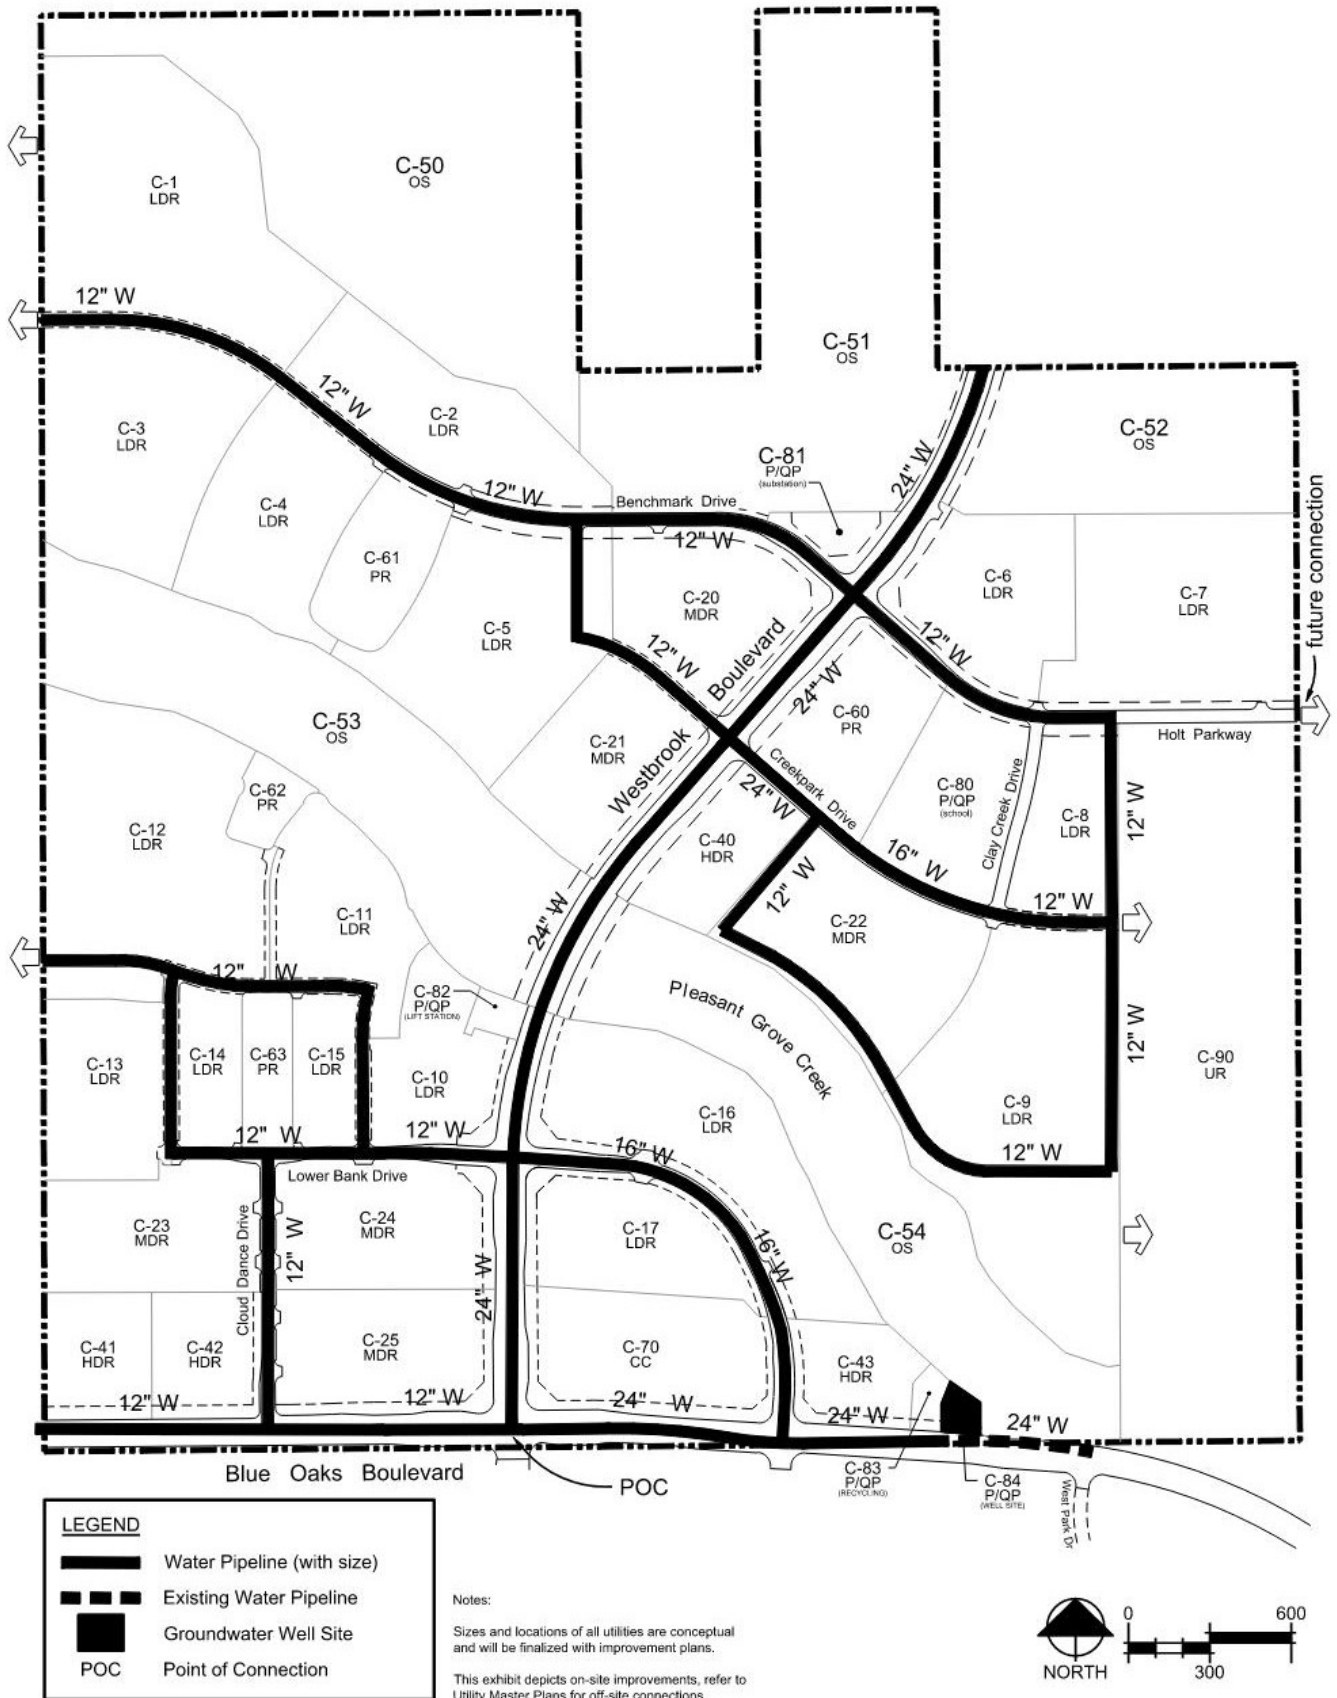 C-50
OS
C-1
LDR
12" W
C-51
OS
12" W
C-2
LDR
C-3
LDR
C-52
OS
C-81
P/QP
(substation)
24" W
12" W
Benchmark Drive
C-4
LDR
12" W
future connection
C-61
PR
C-6
LDR
C-7
LDR
C-20
MDR
C-5
LDR
12" W
12" W
Boulevard
24" W
C-53
OS
C-60
PR
Holt Parkway
C-21
MDR
Westbrook
Creekpark Drive
24" W
C-62
PR
C-80
P/QP
(school)
Clay Creek Drive
C-8
LDR
12" W
C-12
LDR
C-40
HDR
16" W
12" W
12" W
C-11
LDR
24" W
C-22
MDR
12" W
C-82
P/QP
(LIFT STATION)
Pleasant Grove Creek
12" W
C-13
LDR
C-14
LDR
C-63
PR
C-15
LDR
C-10
LDR
C-90
UR
C-16
LDR
C-9
LDR
12" W
12" W
16" W
12" W
Lower Bank Drive
C-23
MDR
Cloud Dance Drive
12" W
C-24
MDR
24" W
C-17
LDR
16" W
C-54
OS
C-41
HDR
C-42
HDR
C-25
MDR
C-70
CC
C-43
HDR
12" W
12" W
24" W
24" W
24" W
Blue Oaks Boulevard
POC
C-83
P/QP
(RECYCLING)
C-84
P/QP
(WELL SITE)
West Park Dr
LEGEND
Water Pipeline (with size)
Existing Water Pipeline
Groundwater Well Site
POC Point of Connection
Notes:
Sizes and locations of all utilities are conceptual
and will be finalized with improvement plans.
This exhibit depicts on-site improvements, refer to
Utility Master Plans for off-site connections
NORTH
0
600
300